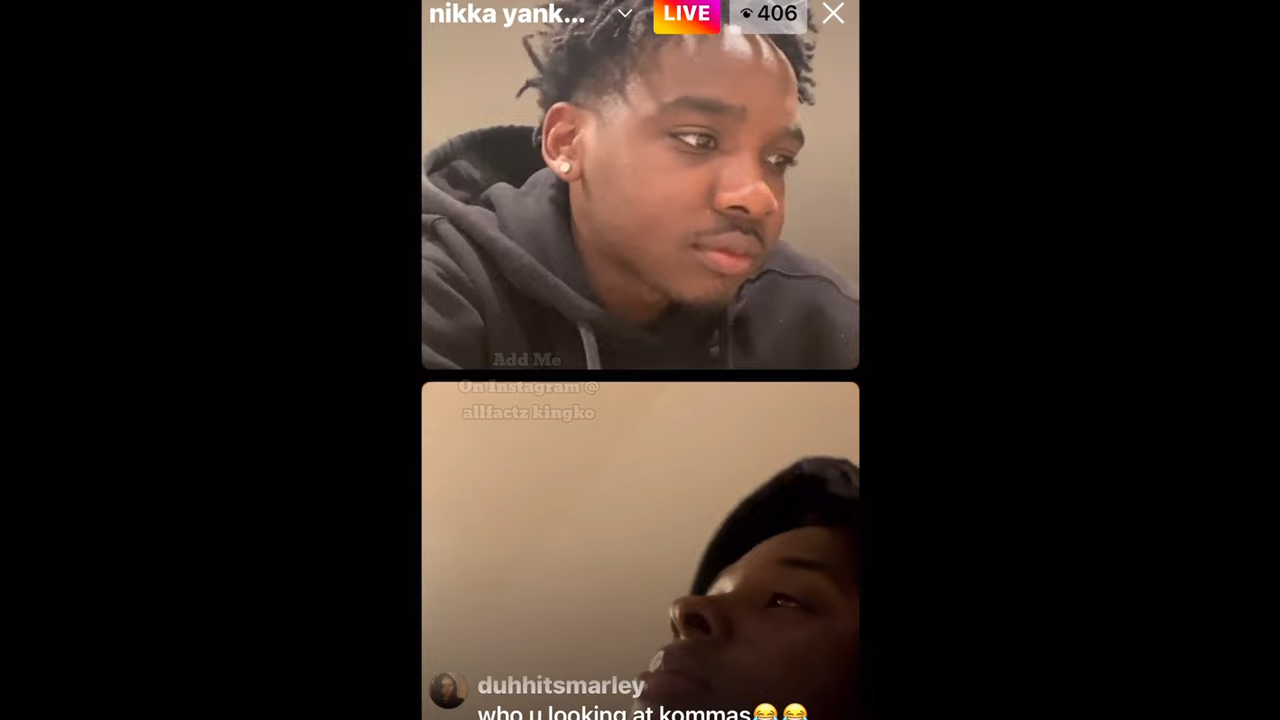 nikka yank...
LIVE
406
Add Me
On Instagram @
allfactz kingko
duhhitsmarley
who u looking at kommas😂😂